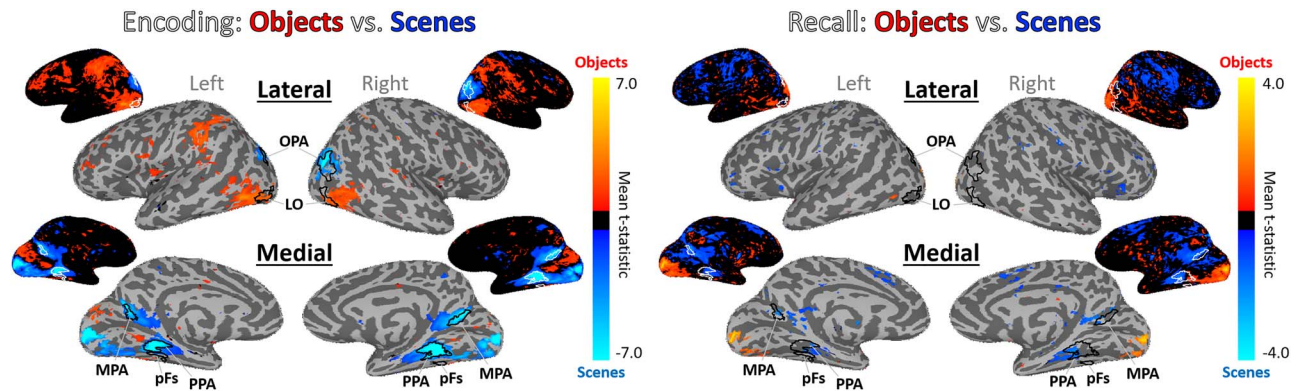 Encoding: Objects vs. Scenes
Left
Lateral
Right
Objects
7.0
OPA
Mean t-statistic
LO
Medial
MPA
pFs
PPA
PPA
pFs
MPA
-7.0
Scenes
Recall: Objects vs. Scenes
Left
Lateral
Right
Objects
4.0
OPA
Mean t-statistic
LO
Medial
MPA
pFs
PPA
PPA
pFs
MPA
-4.0
Scenes